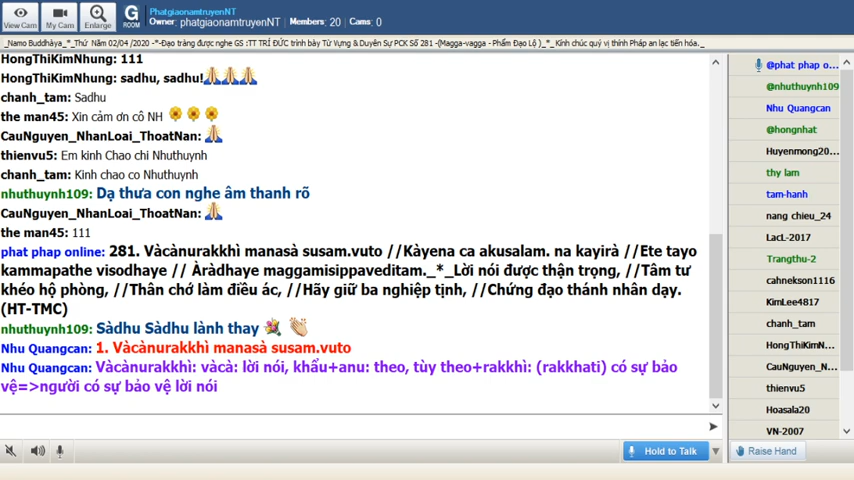 View Cam
My Cam
Enlarge
G
ROOM
PhatgiaonamtruyenNT
Owner: phatgiaonamtruyenNT | Members: 20 | Cams: 0
_Namo Buddhàya_*_Thứ Năm 02/04 /2020 -*-Đạo tràng được nghe GS :TT TRÍ ĐỨC trình bày Từ Vựng & Duyên Sự PCK Số 281 -(Magga-vagga - Phẩm Đạo Lộ )_*_ Kính chúc quý vị thính Pháp an lạc tiến hóa._
HongThiKimNhung: 111
HongThiKimNhung: sadhu, sadhu!
chanh_tam: Sadhu
the man45: Xin cảm ơn cô NH
CauNguyen_NhanLoai_ThoatNan:
thienvu5: Em kinh Chao chi Nhuthuynh
chanh_tam: Kinh chao co Nhuthuynh
nhuthuynh109: Dạ thưa con nghe âm thanh rõ
CauNguyen_NhanLoai_ThoatNan:
the man45: 111
phat phap online: 281. Vàcànurakkhì manasà susam.vuto //Kàyena ca akusalam. na kayirà //Ete tayo
kammapathe visodhaye // Àràdhaye maggamisippaveditam._*_Lời nói được thận trọng, //Tâm tư
khéo hộ phòng, //Thân chớ làm điều ác, //Hãy giữ ba nghiệp tịnh, //Chứng đạo thánh nhân dạy.
(HT-TMC)
nhuthuynh109: Sàdhu Sàdhu lành thay
Nhu Quangcan: 1. Vàcànurakkhì manasà susam.vuto
Nhu Quangcan: Vàcànurakkhì: vàcà: lời nói, khẩu+anu: theo, tùy theo+rakkhì: (rakkhati) có sự bảo
vệ=>người có sự bảo vệ lời nói
Hold to Talk
@phat phap o...
@nhuthuynh109
Nhu Quangcan
@hongnhat
Huyenmong20...
thy lam
tam-hanh
nang chieu_24
LacL-2017
Trangthu-2
cahnekson1116
KimLee4817
chanh_tam
HongThiKimN...
CauNguyen_N...
thienvu5
Hoasala20
VN-2007
Raise Hand